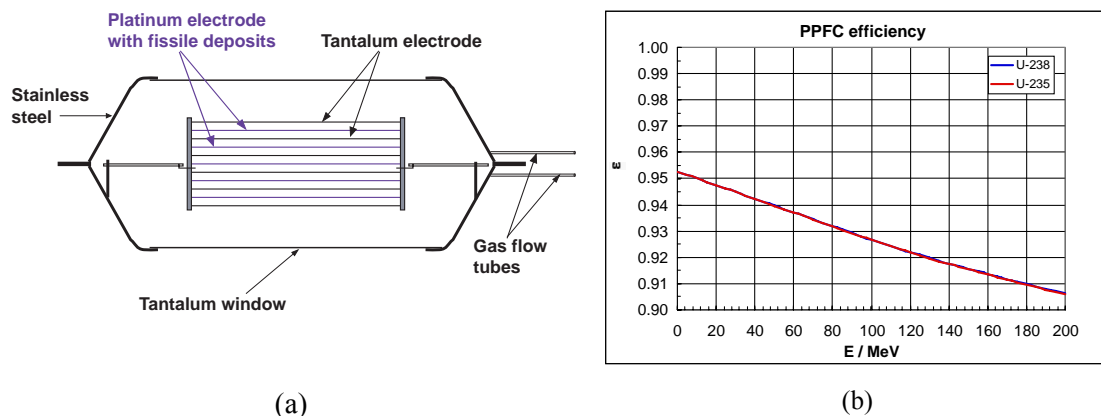 Platinum electrode
with fissile deposits
Tantalum electrode
Stainless
steel
Gas flow
tubes
Tantalum window
(a)
PPFC efficiency
U-238
U-235
1.00
0.99
0.98
0.97
0.96
0.95
0.94
0.93
0.92
0.91
0.90
ε
0 20 40 60 80 100 120 140 160 180 200
E / MeV
(b)